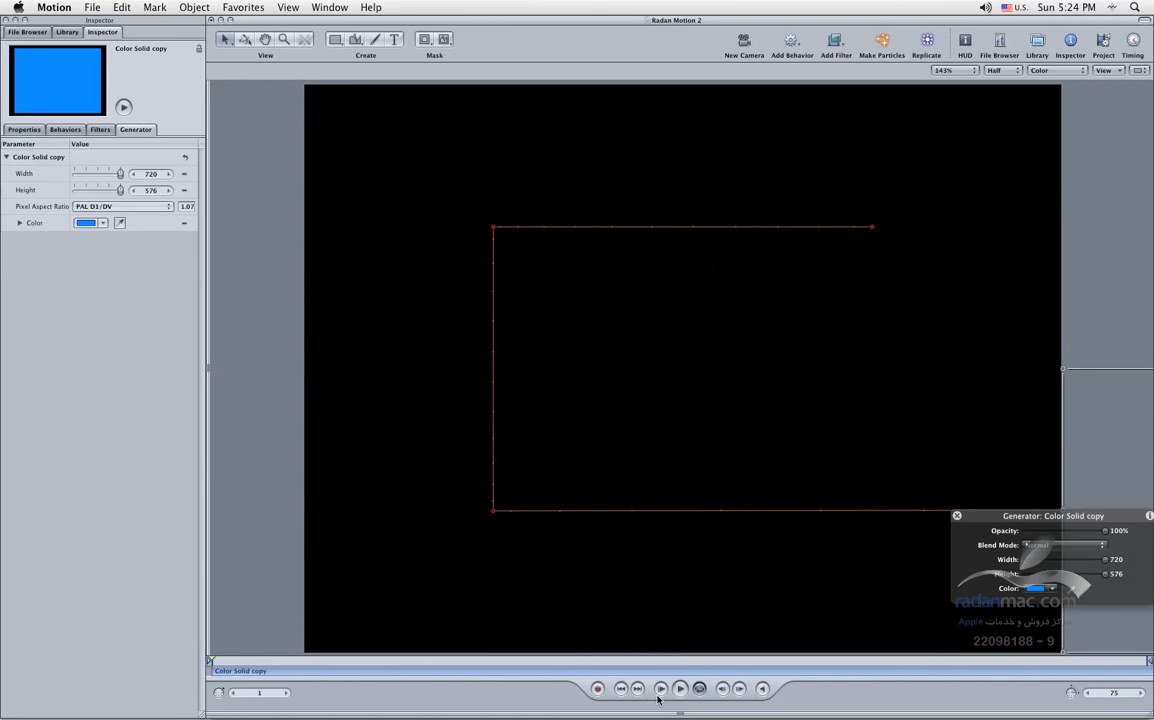 Motion File Edit Mark Object Favorites View Window Help
U.S. Sun 5:24 PM
Inspector
Radan Motion 2
File Browser Library Inspector
Color Solid copy
View Create Mask
New Camera Add Behavior Add Filter Make Particles Replicate HUD File Browser Library Inspector Project Timing
143% Half Color View
Properties Behaviors Filters Generator
Parameter Value
Color Solid copy
Width 720
Height 576
Pixel Aspect Ratio PAL D1/DV 1.07
Color
Generator: Color Solid copy
Opacity: 100%
Blend Mode: Normal
Width: 720
Height: 576
Color:
radanmac.com
مرکز فروش و خدمات Apple
22098188 - 9
Color Solid copy
1
75